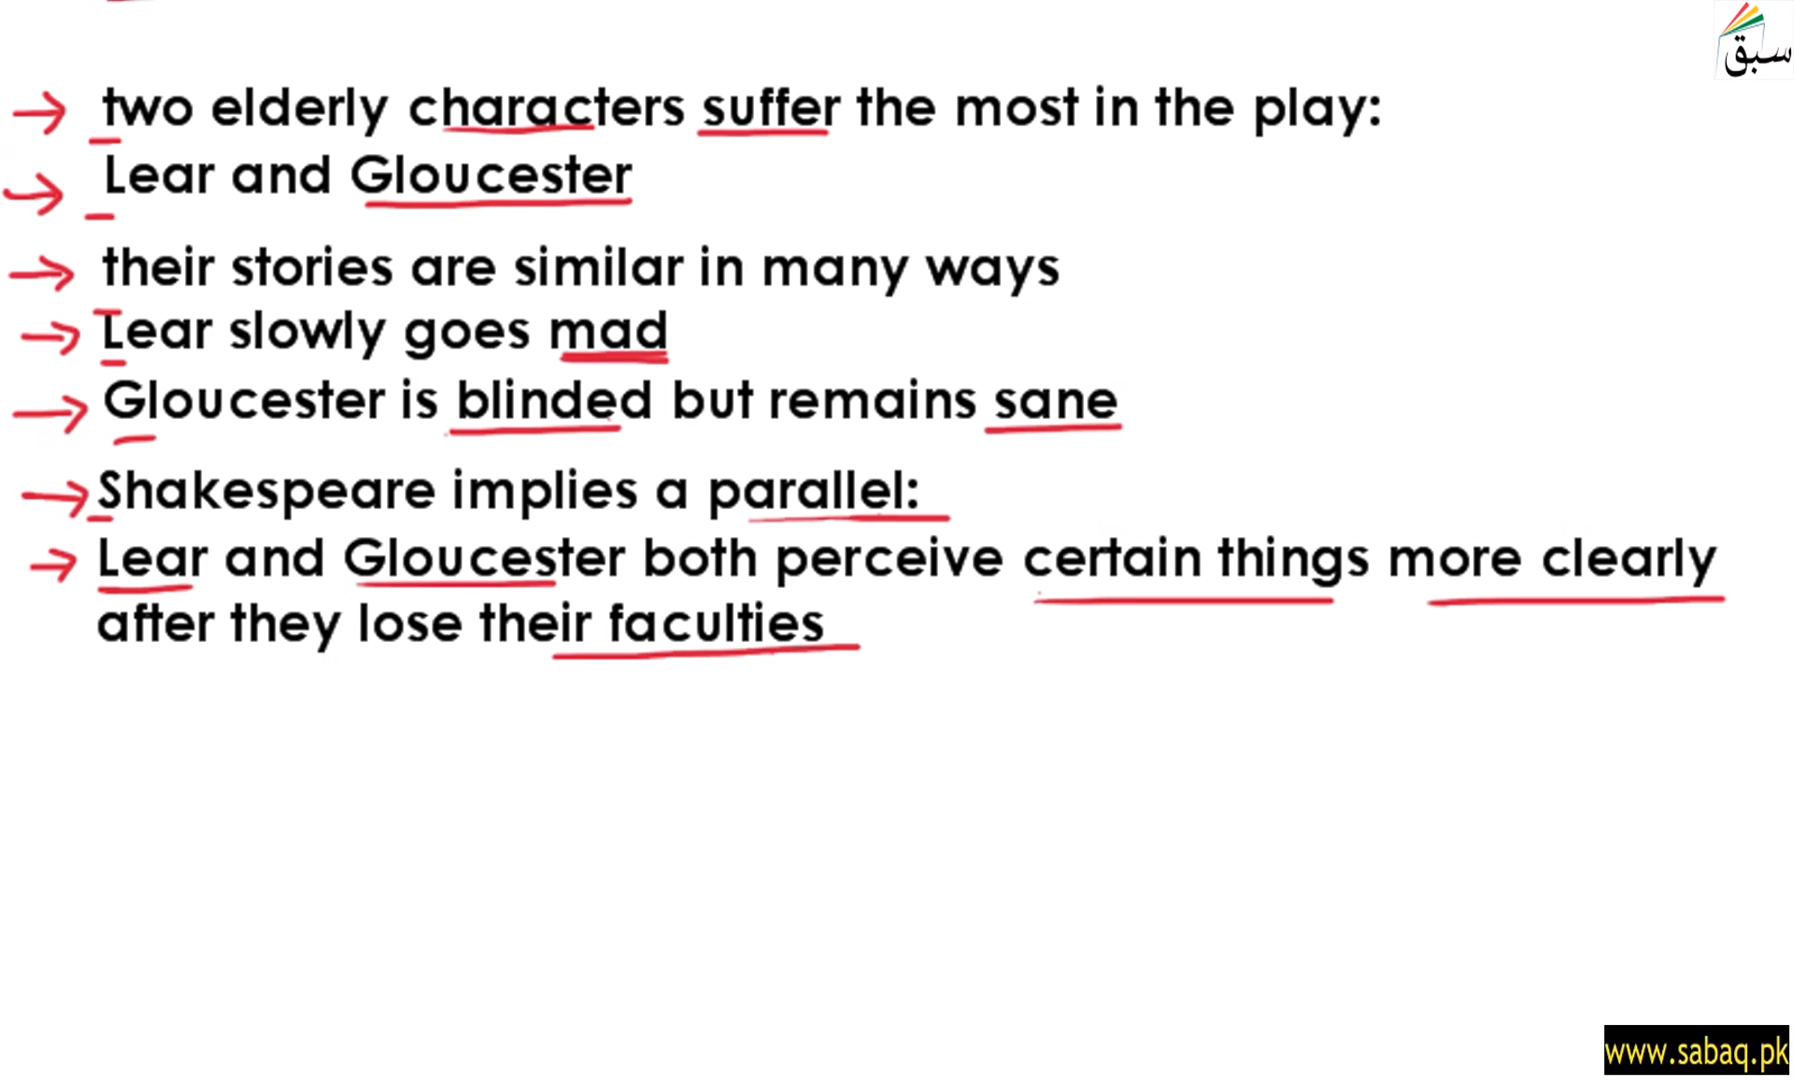 سبق
two elderly characters suffer the most in the play:
Lear and Gloucester
their stories are similar in many ways
Lear slowly goes mad
Gloucester is blinded but remains sane
Shakespeare implies a parallel:
Lear and Gloucester both perceive certain things more clearly
after they lose their faculties
www.sabaq.pk